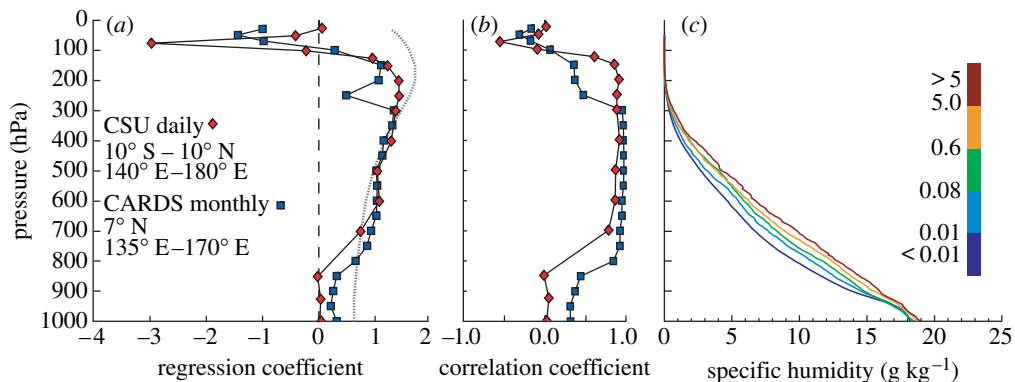 (a)
(b)
(c)
pressure (hPa)
0
100
200
300
400
500
600
700
800
900
1000
CSU daily
10° S – 10° N
140° E–180° E
CARDS monthly
7° N
135° E–170° E
–4 –3 –2 –1 0 1 2
regression coefficient
–1.0 0 1.0
correlation coefficient
> 5
5.0
0.6
0.08
0.01
< 0.01
0 5 10 15 20 25
specific humidity (g kg–1)